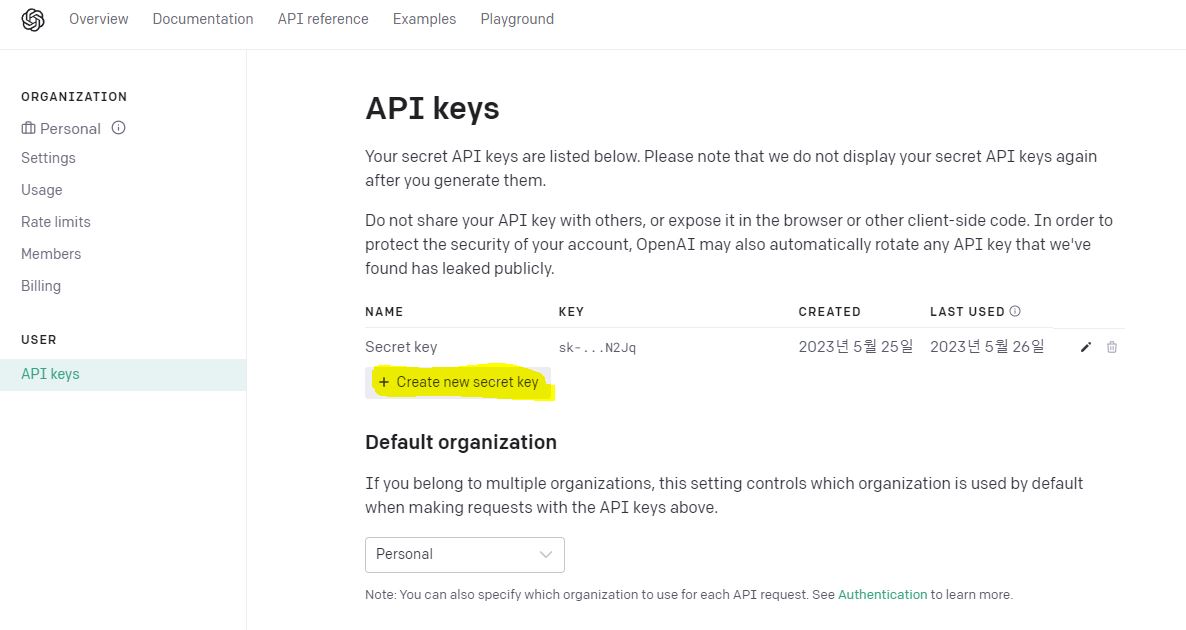 Overview Documentation API reference Examples Playground
ORGANIZATION
Personal
Settings
Usage
Rate limits
Members
Billing
USER
API keys
API keys
Your secret API keys are listed below. Please note that we do not display your secret API keys again
after you generate them.
Do not share your API key with others, or expose it in the browser or other client-side code. In order to
protect the security of your account, OpenAI may also automatically rotate any API key that we've
found has leaked publicly.
NAME KEY CREATED LAST USED
Secret key sk-...N2Jq 2023년 5월 25일 2023년 5월 26일
+ Create new secret key
Default organization
If you belong to multiple organizations, this setting controls which organization is used by default
when making requests with the API keys above.
Personal
Note: You can also specify which organization to use for each API request. See Authentication to learn more.